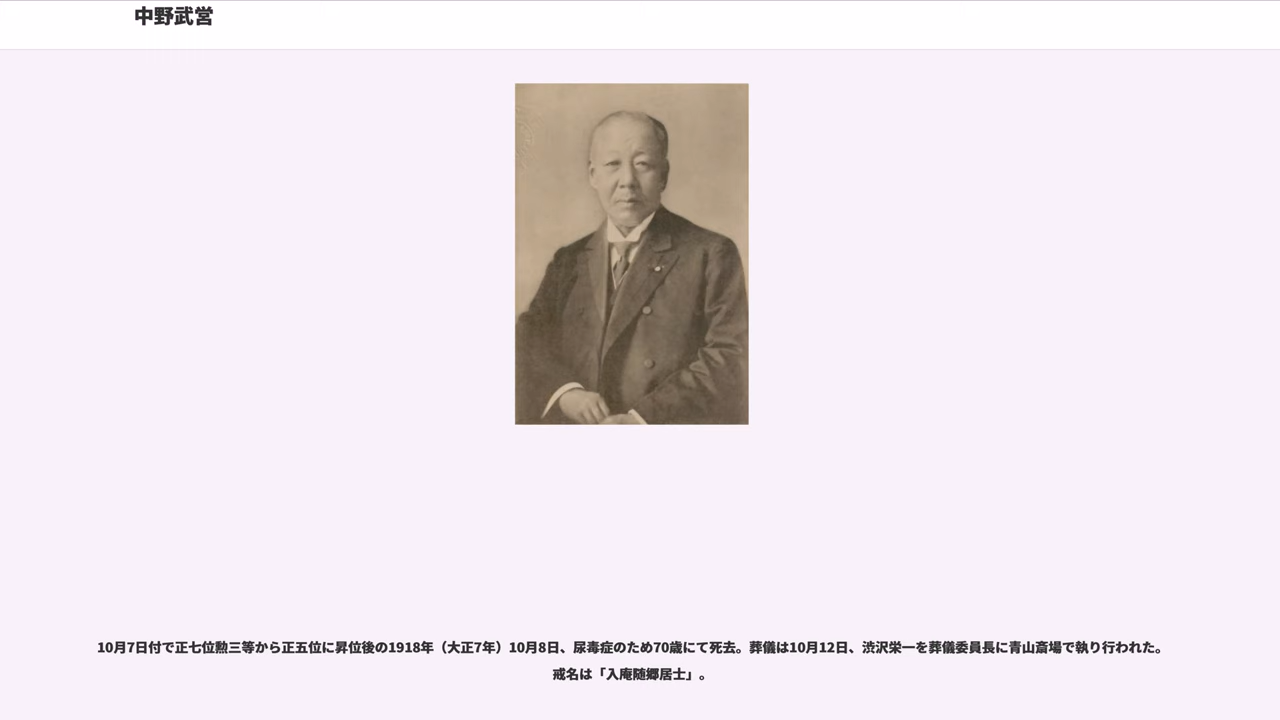 中野武営
10月7日付で正七位勲三等から正五位に昇位後の1918年（大正7年）10月8日、尿毒症のため70歳にて死去。葬儀は10月12日、渋沢栄一を葬儀委員長に青山斎場で執り行われた。
戒名は「入庵随郷居士」。